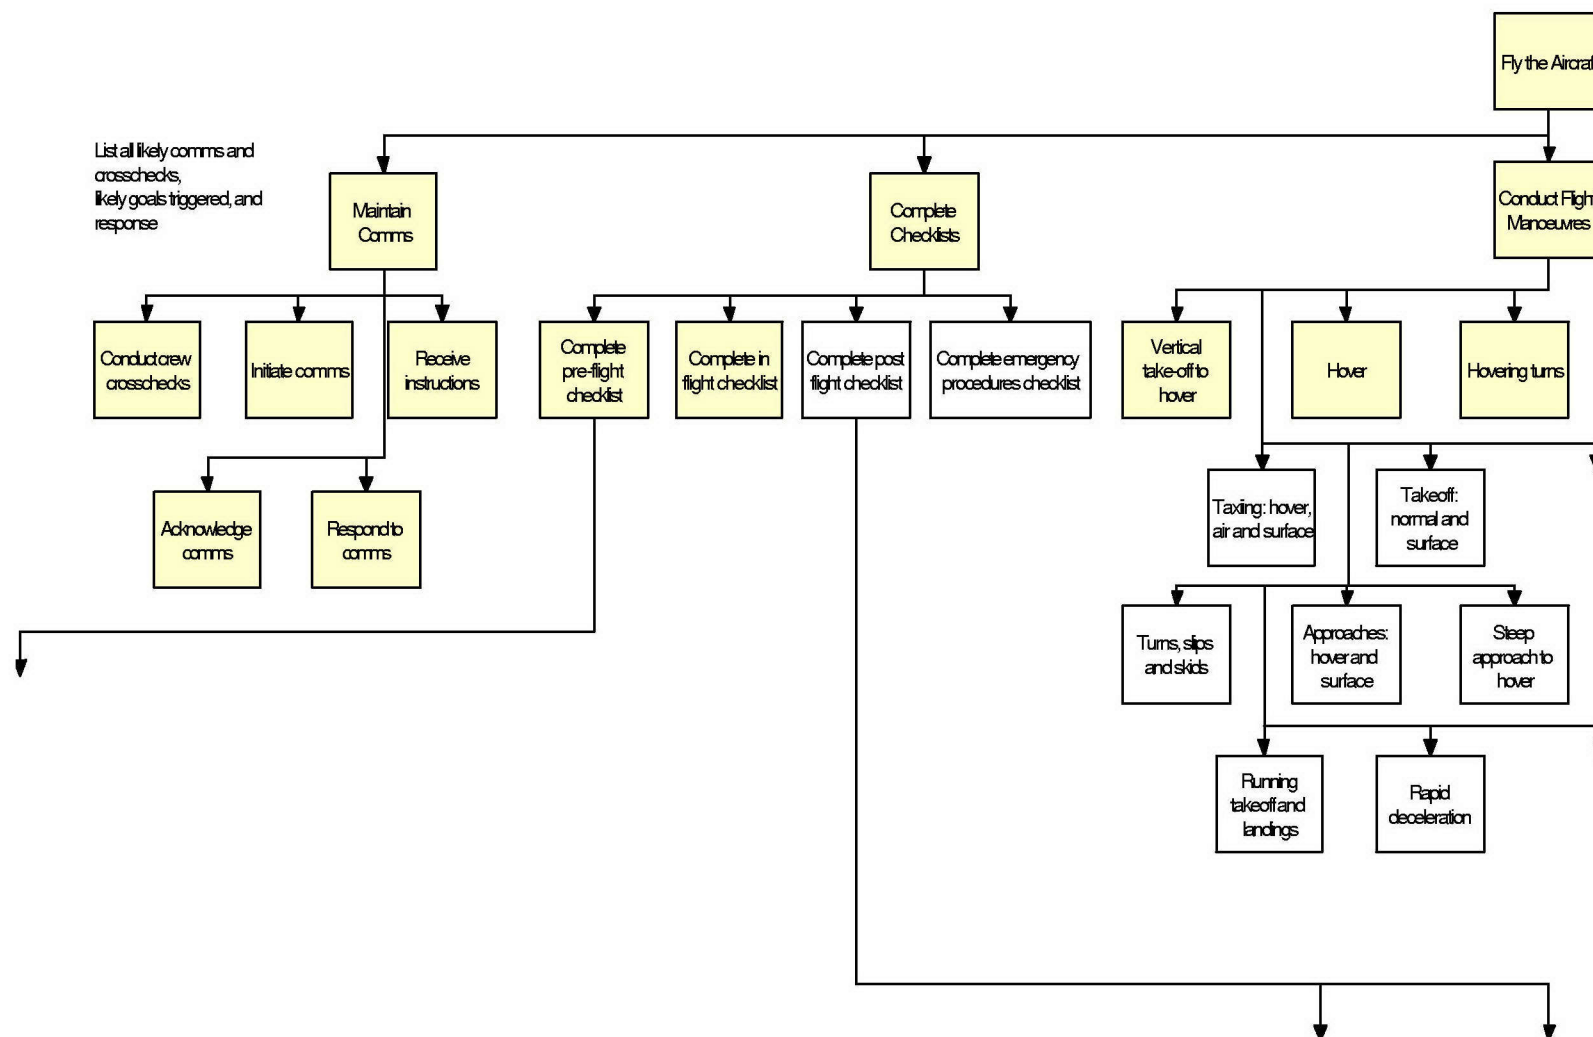 Fly the Aircraf
List all likely comms and
crosschecks,
likely goals triggered, and
response
Maintain
Comms
Complete
Checklists
Conduct Fligh
Manoeuvres
Conduct crew
crosschecks
Initiate comms
Receive
instructions
Complete
pre-flight
checklist
Complete in
flight checklist
Complete post
flight checklist
Complete emergency
procedures checklist
Vertical
take-off to
hover
Hover
Hovering turns
Acknowledge
comms
Respond to
comms
Taxiing: hover,
air and surface
Takeoff:
normal and
surface
Turns, slips
and skids
Approaches:
hover and
surface
Steep
approach to
hover
Running
takeoff and
landings
Rapid
deceleration